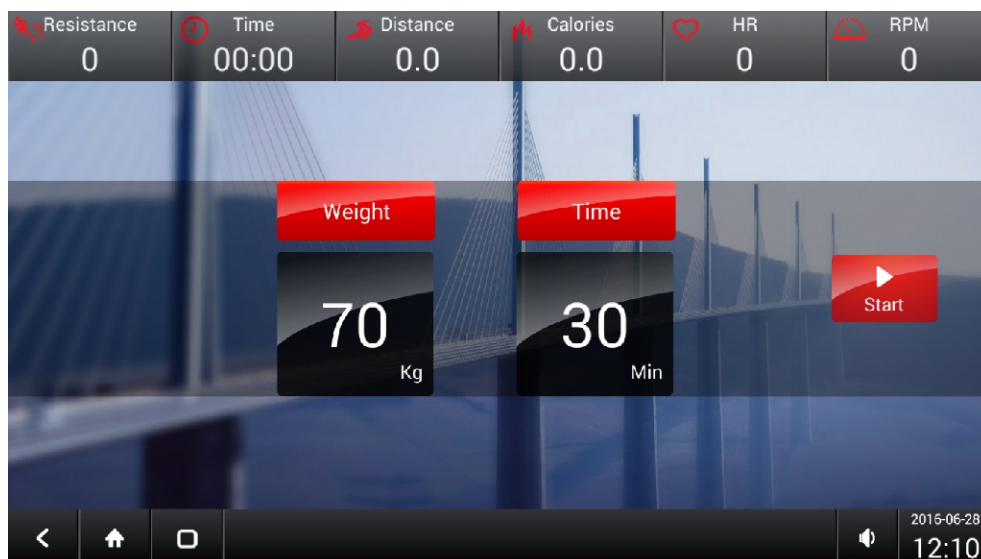 Resistance
0
Time
00:00
Distance
0.0
Calories
0.0
HR
0
RPM
0
Weight
70
Kg
Time
30
Min
Start
2016-06-28
12:10